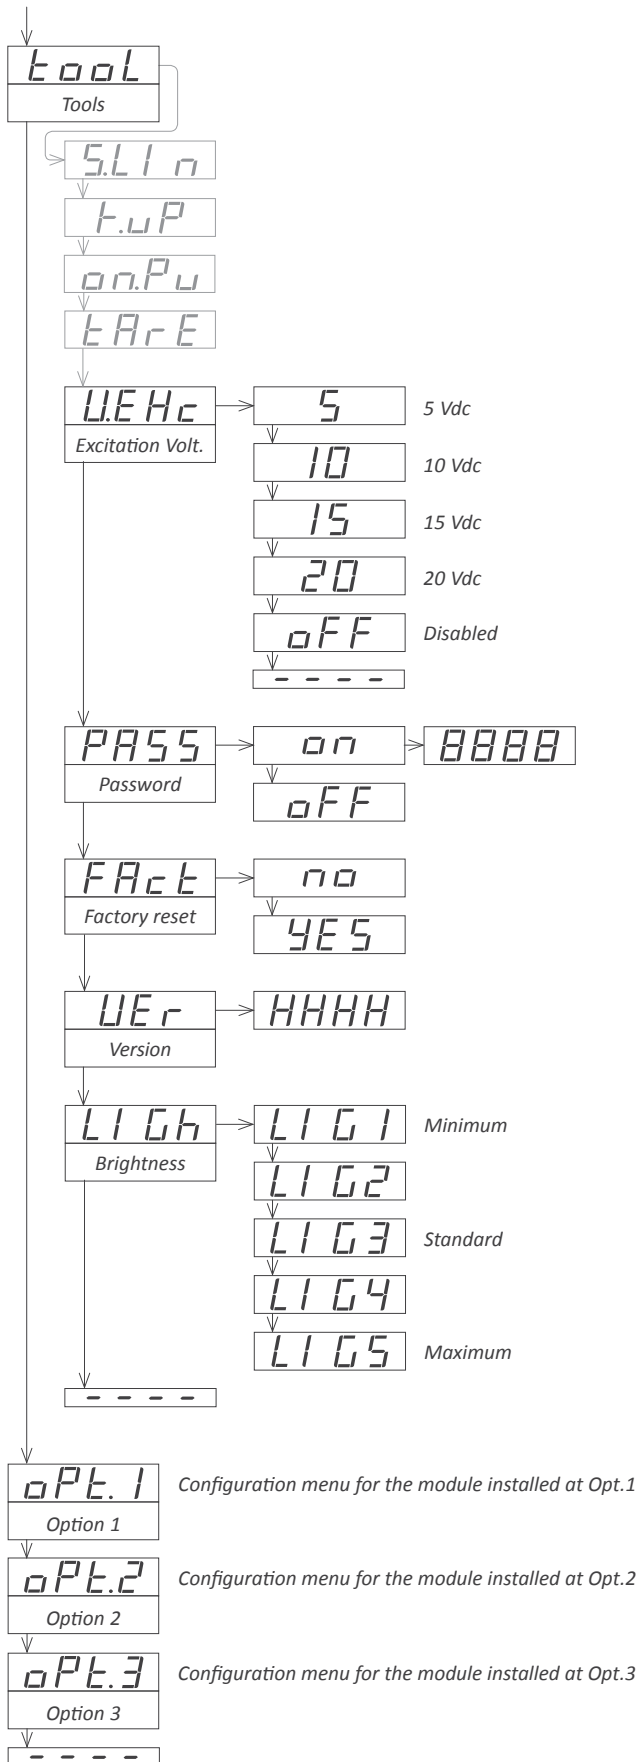 tooL
Tools
S.LIn
t.uP
on.Pu
tArE
U.EHc
Excitation Volt.
5 5 Vdc
10 10 Vdc
15 15 Vdc
20 20 Vdc
oFF Disabled
----
PASS on 8888
Password
oFF
FAct no
Factory reset
YES
VEr HHHH
Version
LIGh LIG1 Minimum
Brightness
LIG2
LIG3 Standard
LIG4
LIG5 Maximum
----
oPt.1 Configuration menu for the module installed at Opt.1
Option 1
oPt.2 Configuration menu for the module installed at Opt.2
Option 2
oPt.3 Configuration menu for the module installed at Opt.3
Option 3
----